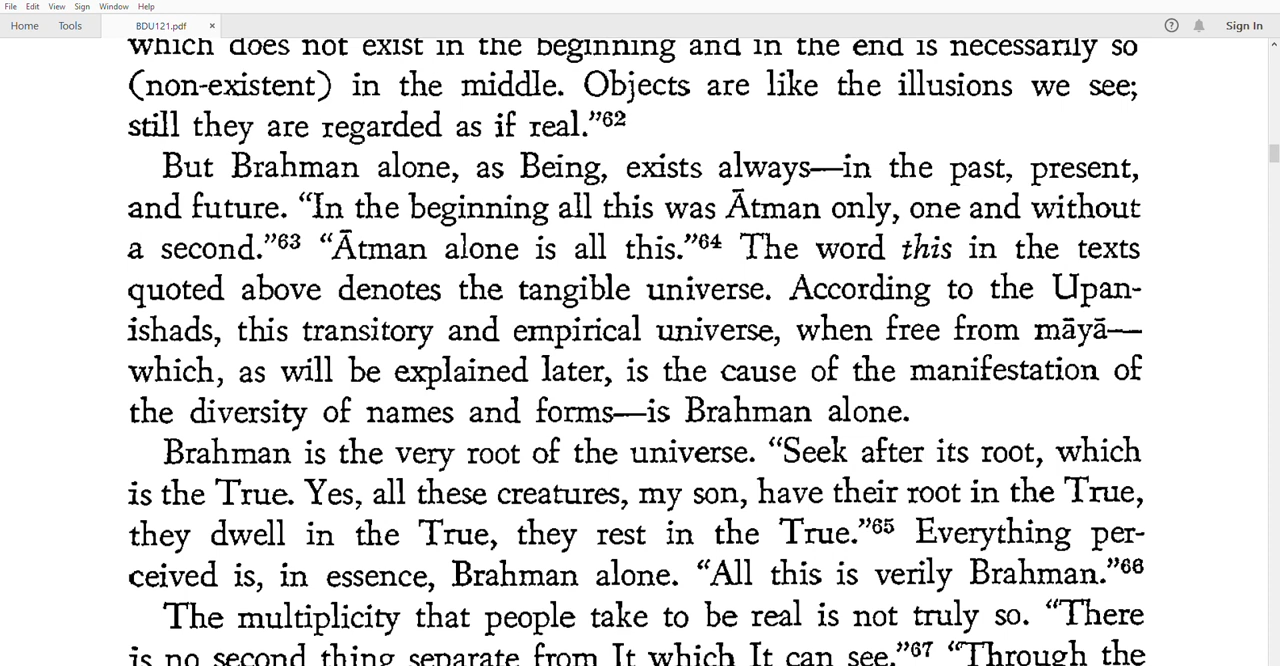 File Edit View Sign Window Help
Home Tools BDU121.pdf × ? Sign In
which does not exist in the beginning and in the end is necessarily so
(non-existent) in the middle. Objects are like the illusions we see;
still they are regarded as if real.”62
But Brahman alone, as Being, exists always—in the past, present,
and future. “In the beginning all this was Ātman only, one and without
a second.”63 “Ātman alone is all this.”64 The word this in the texts
quoted above denotes the tangible universe. According to the Upan-
ishads, this transitory and empirical universe, when free from māyā—
which, as will be explained later, is the cause of the manifestation of
the diversity of names and forms—is Brahman alone.
Brahman is the very root of the universe. “Seek after its root, which
is the True. Yes, all these creatures, my son, have their root in the True,
they dwell in the True, they rest in the True.”65 Everything per-
ceived is, in essence, Brahman alone. “All this is verily Brahman.”66
The multiplicity that people take to be real is not truly so. “There
is no second thing separate from It which It can see.”67 “Through the